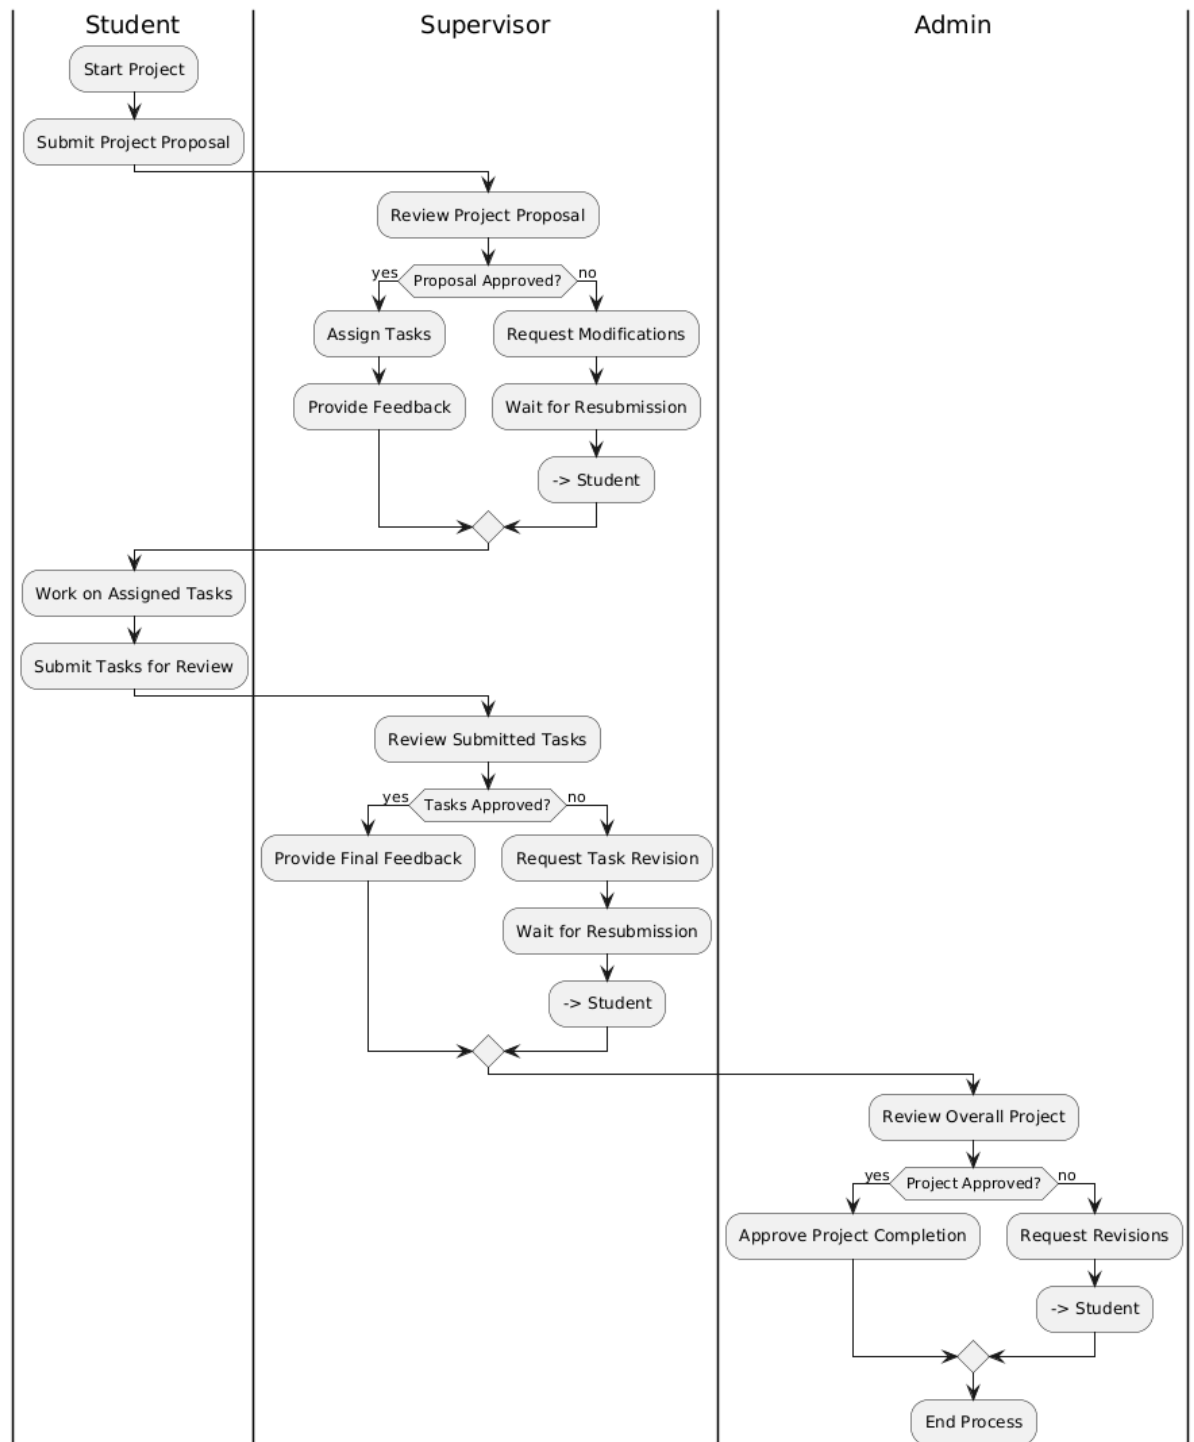 Student
Supervisor
Admin
Start Project
Submit Project Proposal
Review Project Proposal
yes
Proposal Approved?
no
Assign Tasks
Request Modifications
Provide Feedback
Wait for Resubmission
-> Student
Work on Assigned Tasks
Submit Tasks for Review
Review Submitted Tasks
yes
Tasks Approved?
no
Provide Final Feedback
Request Task Revision
Wait for Resubmission
-> Student
Review Overall Project
yes
Project Approved?
no
Approve Project Completion
Request Revisions
-> Student
End Process